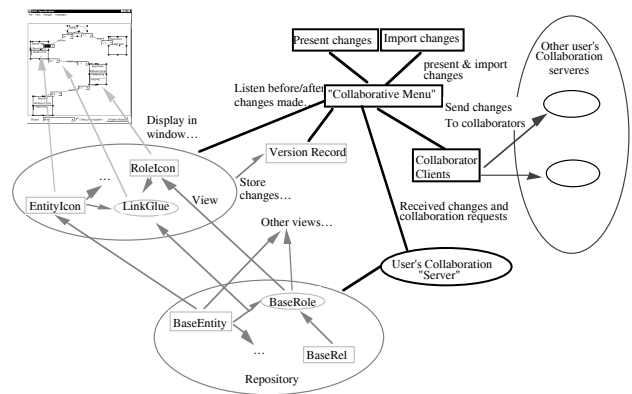 Present changes
Import changes
Other user's
Collaboration
serveres
present & import
changes
Listen before/after
changes made...
"Collaborative Menu"
Send changes
To collaborators
Display in
window...
Version Record
Collaborator
Clients
RoleIcon
...
Store
changes...
EntityIcon
LinkGlue
View
Received changes and
collaboration requests
Other views...
User's Collaboration
"Server"
BaseRole
BaseEntity
...
BaseRel
Repository